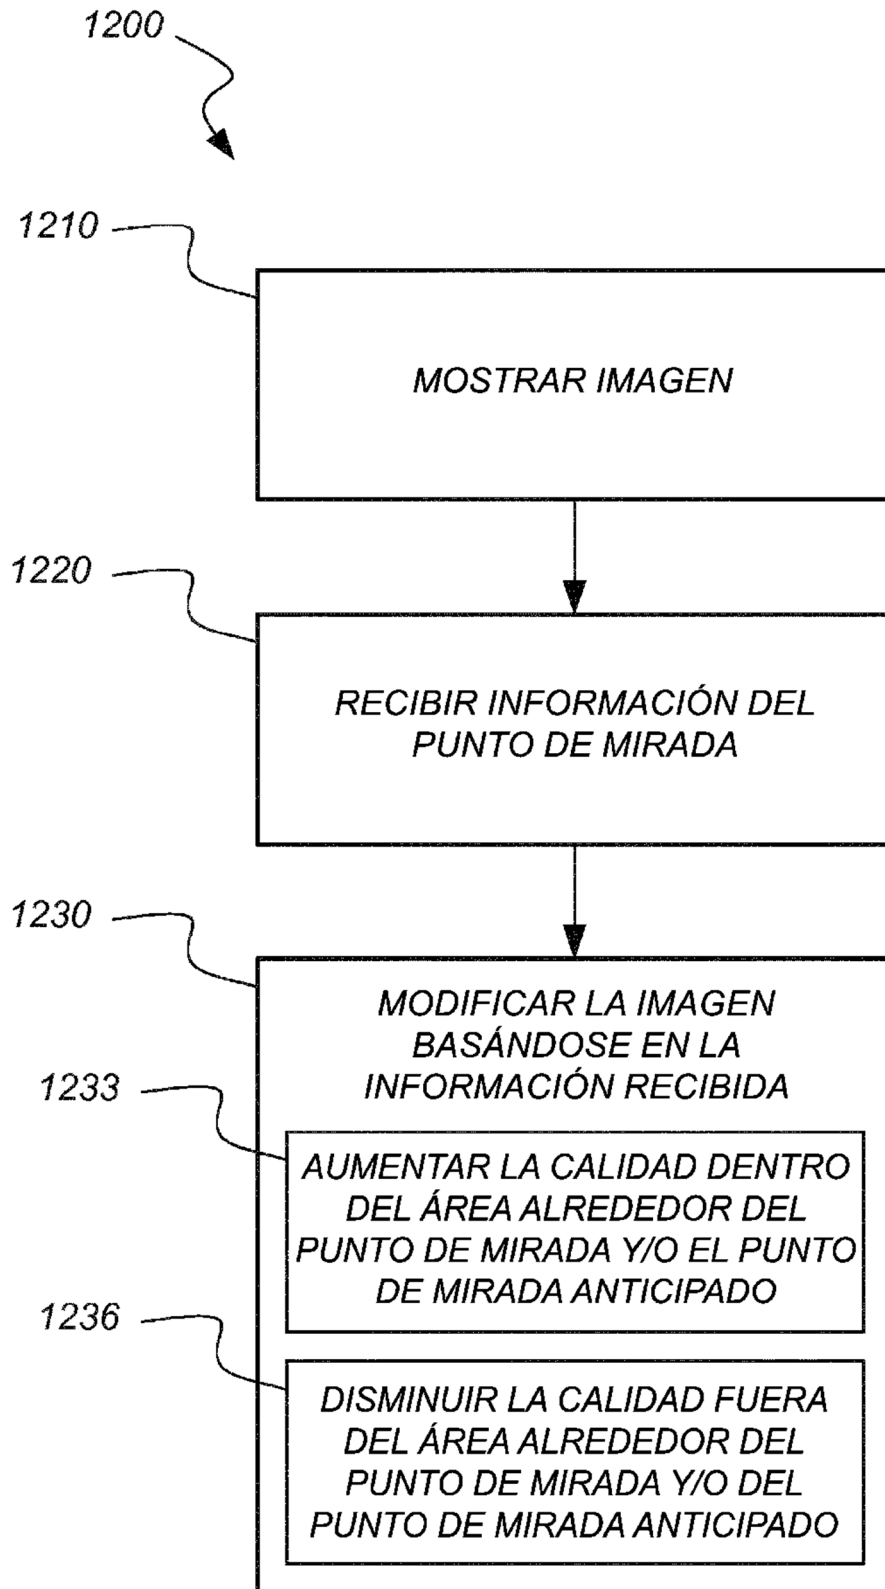 1200
1210
MOSTRAR IMAGEN
1220
RECIBIR INFORMACIÓN DEL
PUNTO DE MIRADA
1230
MODIFICAR LA IMAGEN
BASÁNDOSE EN LA
INFORMACIÓN RECIBIDA
1233
AUMENTAR LA CALIDAD DENTRO
DEL ÁREA ALREDEDOR DEL
PUNTO DE MIRADA Y/O EL PUNTO
DE MIRADA ANTICIPADO
1236
DISMINUIR LA CALIDAD FUERA
DEL ÁREA ALREDEDOR DEL
PUNTO DE MIRADA Y/O DEL
PUNTO DE MIRADA ANTICIPADO